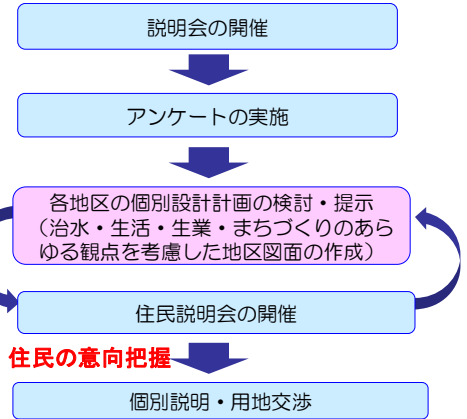 説明会の開催
アンケートの実施
各地区の個別設計計画の検討・提示
（治水・生活・生業・まちづくりのあら
ゆる観点を考慮した地区図面の作成）
住民説明会の開催
住民の意向把握
個別説明・用地交渉